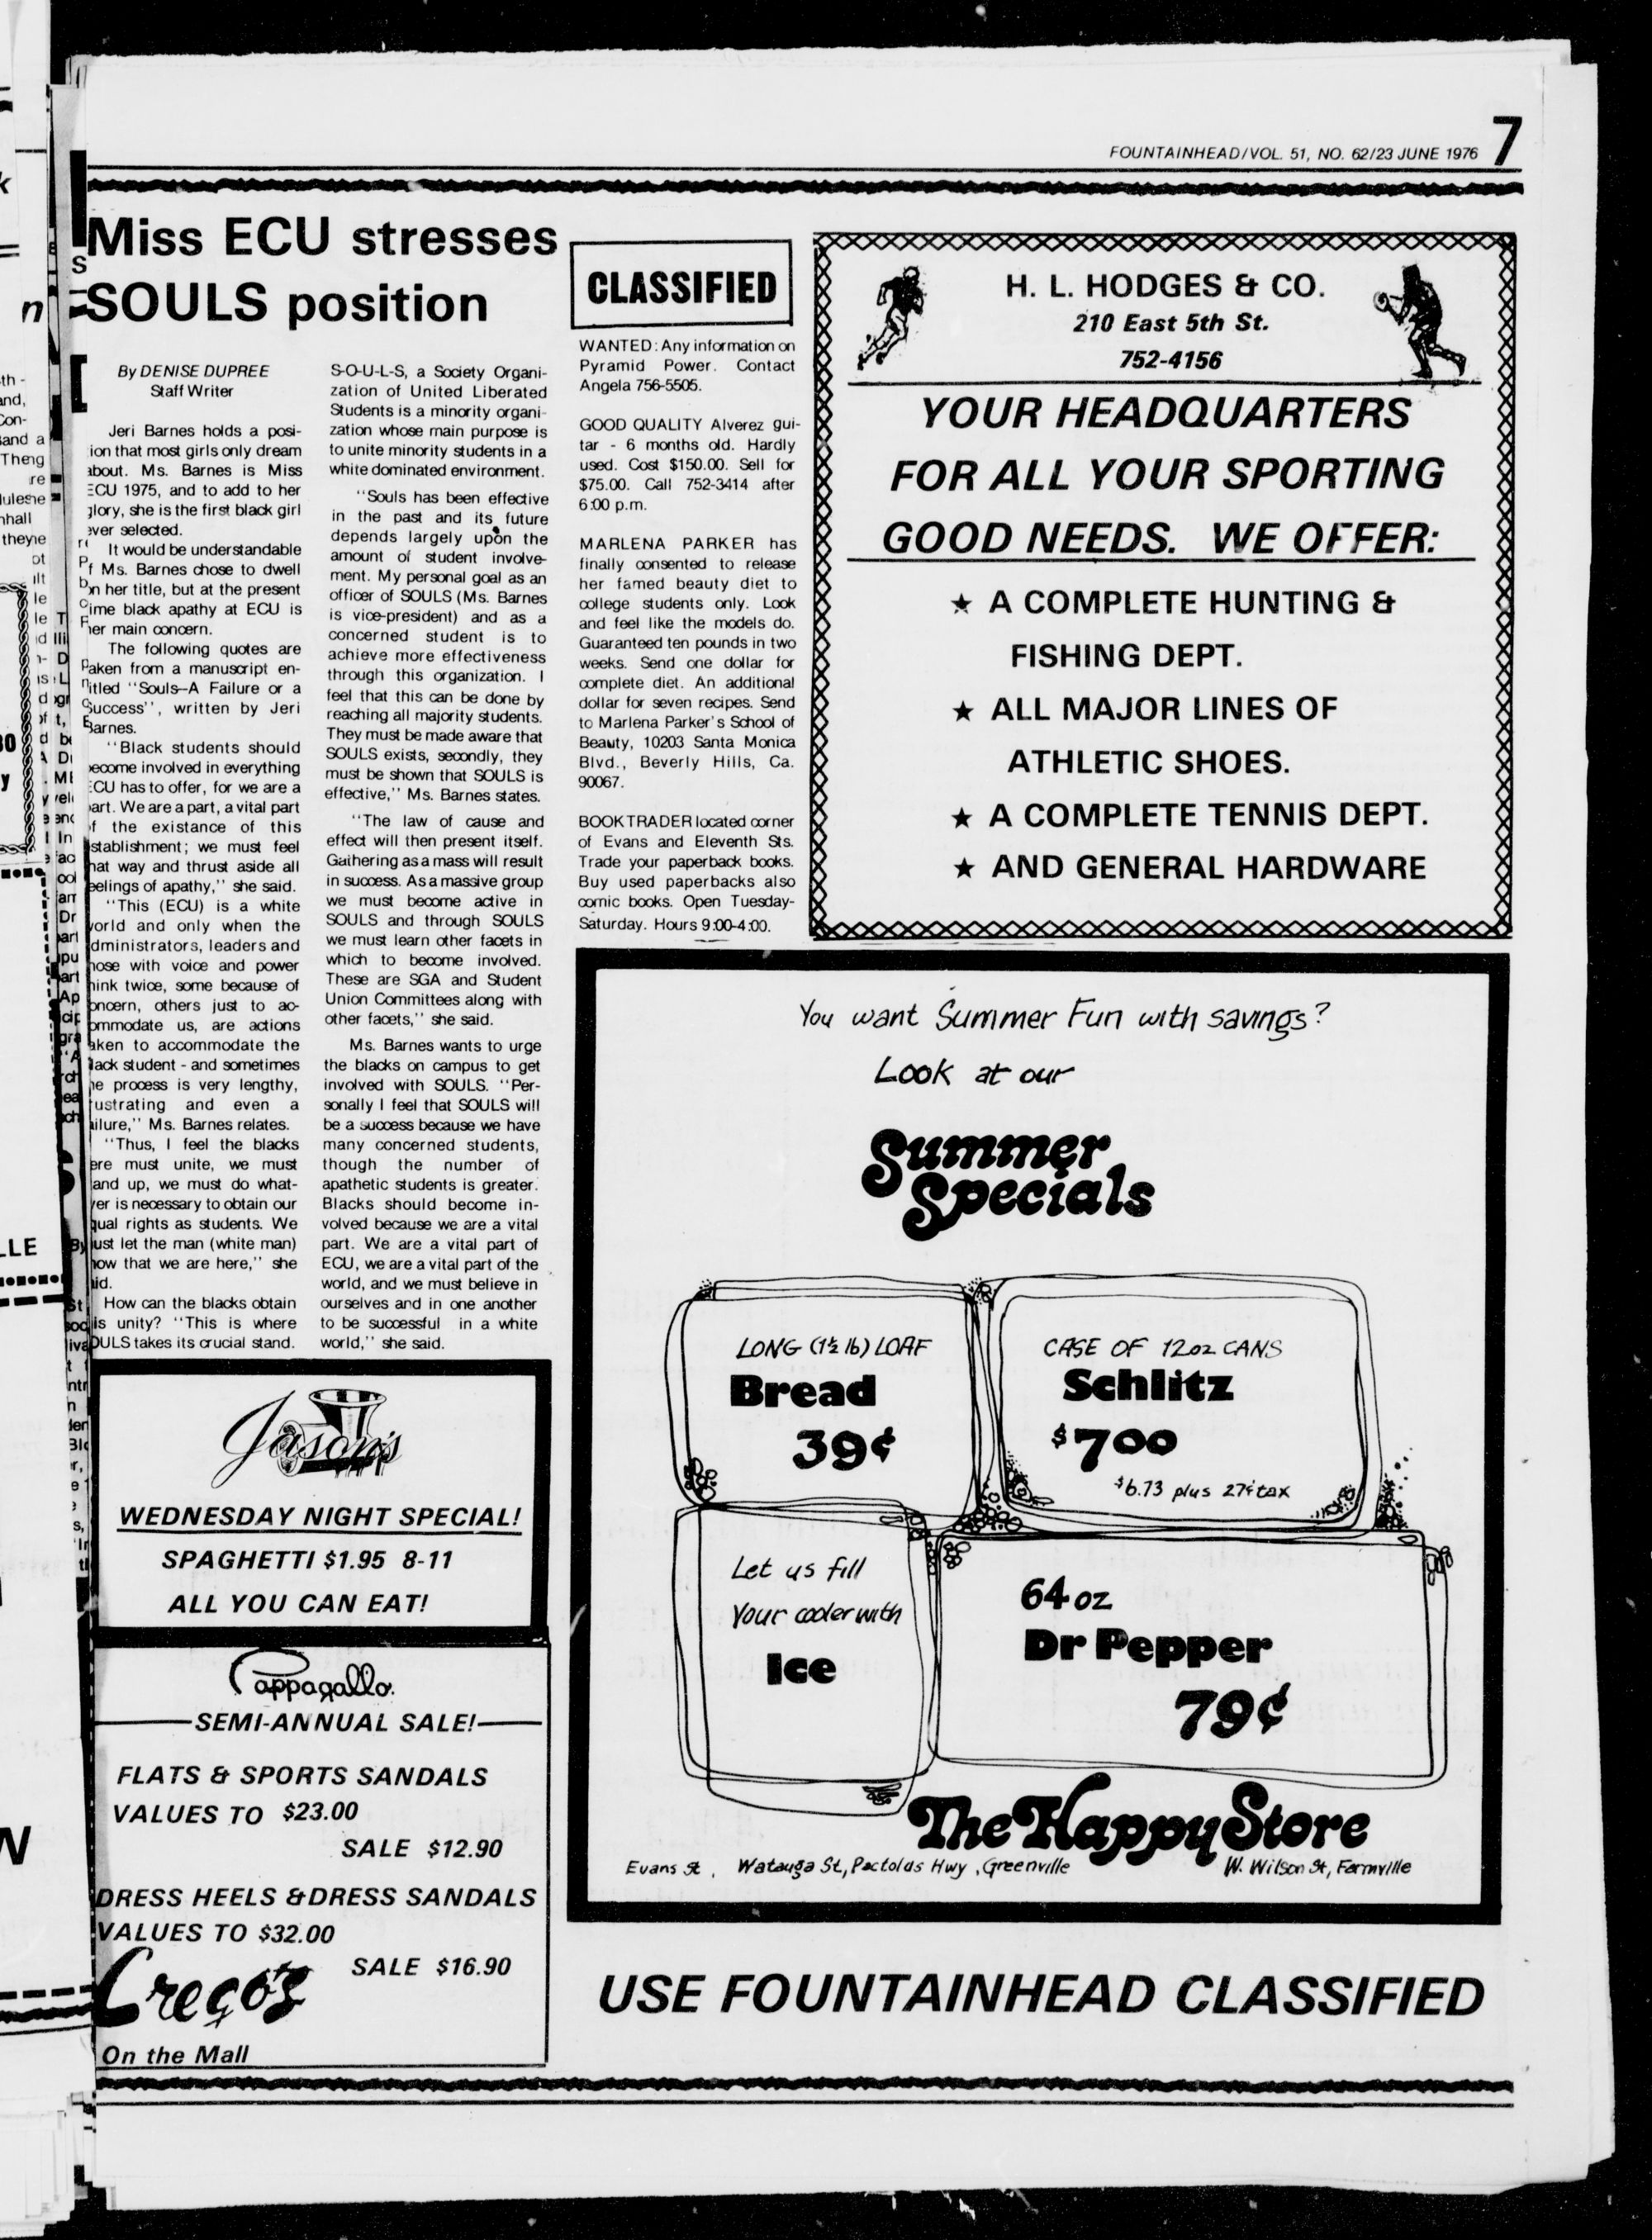 FOUNTAINHEAD/VOL. 51, NO. 62/23 JUNE 1976 7
Miss ECU stresses
SOULS position
By DENISE DUPREE
Staff Writer
Jeri Barnes holds a posi-
ion that most girls only dream
about. Ms. Barnes is Miss
ECU 1975, and to add to her
glory, she is the first black girl
ever selected.
It would be understandable
f Ms. Barnes chose to dwell
on her title, but at the present
ime black apathy at ECU is
her main concern.
The following quotes are
aken from a manuscript en-
titled "Souls-A Failure or a
Success", written by Jeri
Barnes.
"Black students should
become involved in everything
ECU has to offer, for we are a
part. We are a part, a vital part
f the existance of this
stablishment; we must feel
hat way and thrust aside all
eelings of apathy," she said.
"This (ECU) is a white
world and only when the
dministrators, leaders and
hose with voice and power
hink twice, some because of
oncern, others just to ac-
ommodate us, are actions
aken to accommodate the
lack student - and sometimes
he process is very lengthy,
ustrating and even a
ailure," Ms. Barnes relates.
"Thus, I feel the blacks
ere must unite, we must
and up, we must do what-
ver is necessary to obtain our
qual rights as students. We
ust let the man (white man)
now that we are here," she
id.
How can the blacks obtain
is unity? "This is where
OULS takes its crucial stand.
S-O-U-L-S, a Society Organi-
zation of United Liberated
Students is a minority organi-
zation whose main purpose is
to unite minority students in a
white dominated environment.
"Souls has been effective
in the past and its future
depends largely upon the
amount of student involve-
ment. My personal goal as an
officer of SOULS (Ms. Barnes
is vice-president) and as a
concerned student is to
achieve more effectiveness
through this organization. I
feel that this can be done by
reaching all majority students.
They must be made aware that
SOULS exists, secondly, they
must be shown that SOULS is
effective," Ms. Barnes states.
"The law of cause and
effect will then present itself.
Gathering as a mass will result
in success. As a massive group
we must become active in
SOULS and through SOULS
we must learn other facets in
which to become involved.
These are SGA and Student
Union Committees along with
other facets," she said.
Ms. Barnes wants to urge
the blacks on campus to get
involved with SOULS. "Per-
sonally I feel that SOULS will
be a success because we have
many concerned students,
though the number of
apathetic students is greater.
Blacks should become in-
volved because we are a vital
part. We are a vital part of
ECU, we are a vital part of the
world, and we must believe in
ourselves and in one another
to be successful in a white
world," she said.
CLASSIFIED
WANTED: Any information on
Pyramid Power. Contact
Angela 756-5505.
GOOD QUALITY Alverez gui-
tar - 6 months old. Hardly
used. Cost $150.00. Sell for
$75.00. Call 752-3414 after
6:00 p.m.
MARLENA PARKER has
finally consented to release
her famed beauty diet to
college students only. Look
and feel like the models do.
Guaranteed ten pounds in two
weeks. Send one dollar for
complete diet. An additional
dollar for seven recipes. Send
to Marlena Parker's School of
Beauty, 10203 Santa Monica
Blvd., Beverly Hills, Ca.
90067.
BOOKTRADER located corner
of Evans and Eleventh Sts.
Trade your paperback books.
Buy used paperbacks also
comic books. Open Tuesday-
Saturday. Hours 9:00-4:00.
H. L. HODGES & CO.
210 East 5th St.
752-4156
YOUR HEADQUARTERS
FOR ALL YOUR SPORTING
GOOD NEEDS. WE OFFER:
★ A COMPLETE HUNTING &
FISHING DEPT.
★ ALL MAJOR LINES OF
ATHLETIC SHOES.
★ A COMPLETE TENNIS DEPT.
★ AND GENERAL HARDWARE
You want Summer Fun with savings?
Look at our
Summer
Specials
LONG (1½ lb) LOAF
Bread
39¢
CASE OF 12oz CANS
Schlitz
$7.00
$6.73 plus 27¢ tax
Let us fill
Your cooler with
Ice
64 oz
Dr Pepper
79¢
The Happy Store
Evans St, Watauga St, Pactolds Hwy, Greenville W. Wilson St, Farmville
Jason's
WEDNESDAY NIGHT SPECIAL!
SPAGHETTI $1.95 8-11
ALL YOU CAN EAT!
Pappagallo.
SEMI-ANNUAL SALE!
FLATS & SPORTS SANDALS
VALUES TO $23.00
SALE $12.90
DRESS HEELS & DRESS SANDALS
VALUES TO $32.00
SALE $16.90
Crego's
On the Mall
USE FOUNTAINHEAD CLASSIFIED